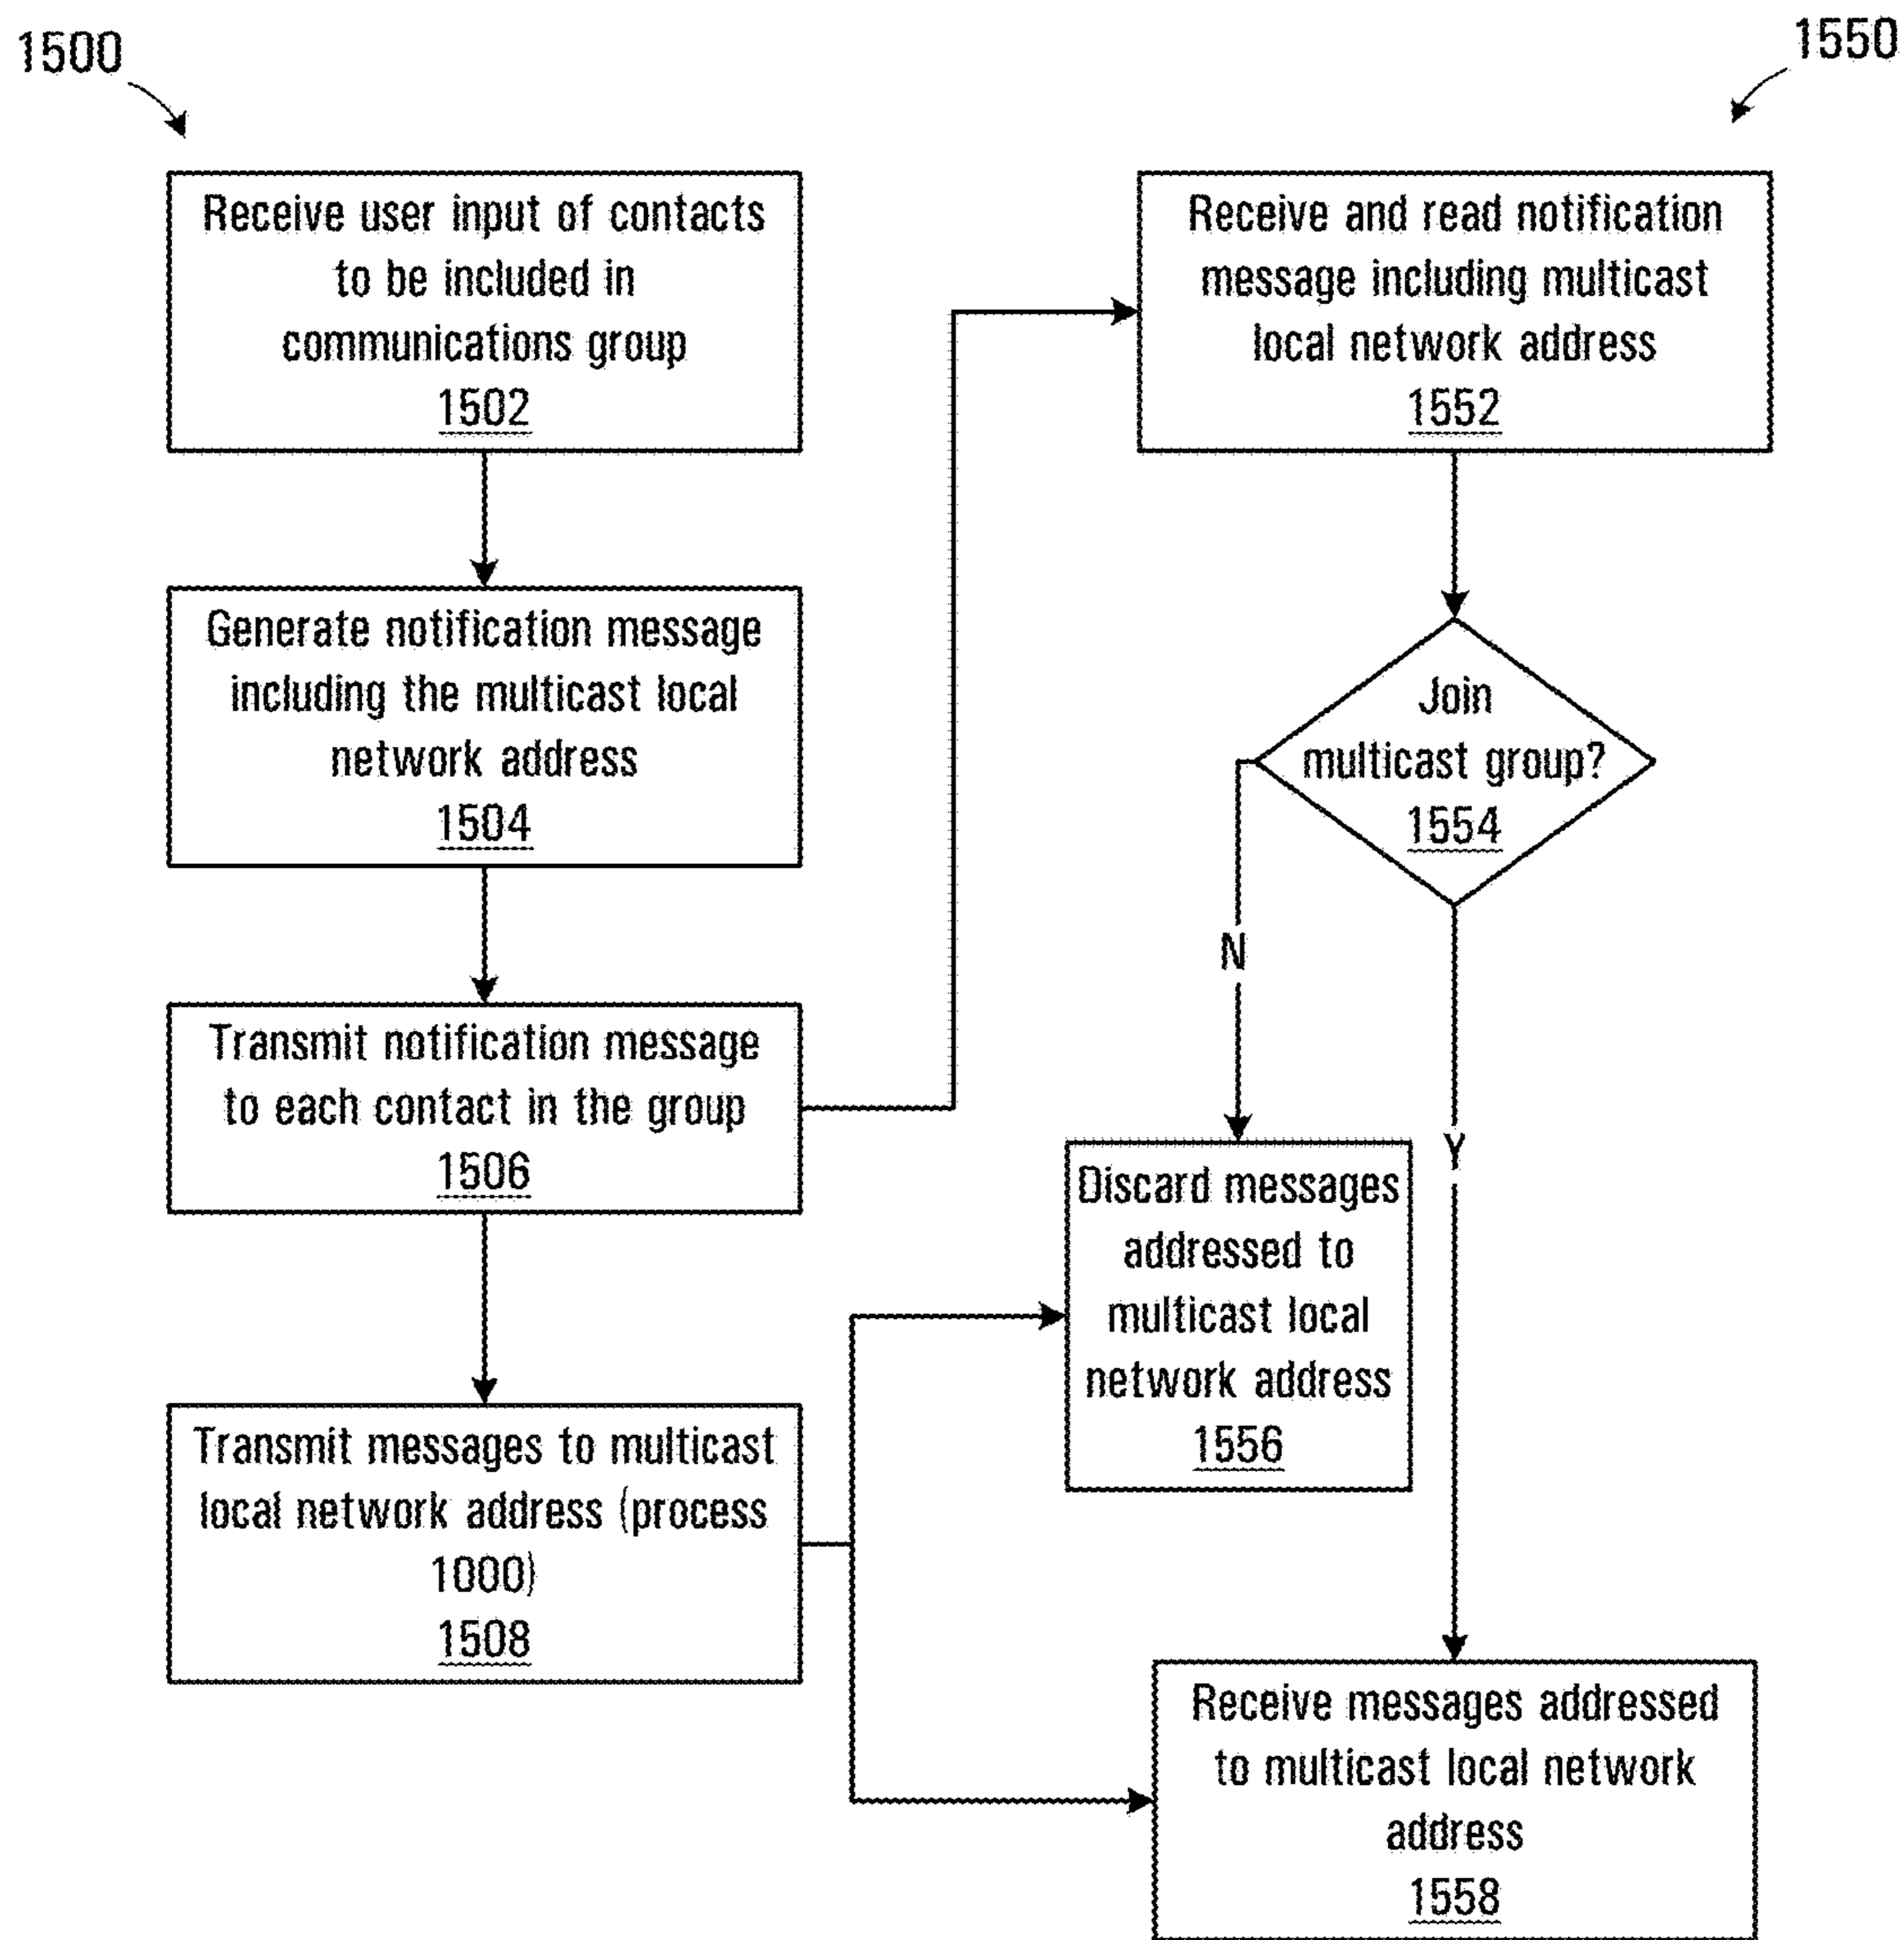 1500
1550
Receive user input of contacts
to be included in
communications group
1502
Generate notification message
including the multicast local
network address
1504
Transmit notification message
to each contact in the group
1506
Transmit messages to multicast
local network address (process
1000)
1508
Receive and read notification
message including multicast
local network address
1552
Join
multicast group?
1554
N
Y
Discard messages
addressed to
multicast local
network address
1556
Receive messages addressed
to multicast local network
address
1558